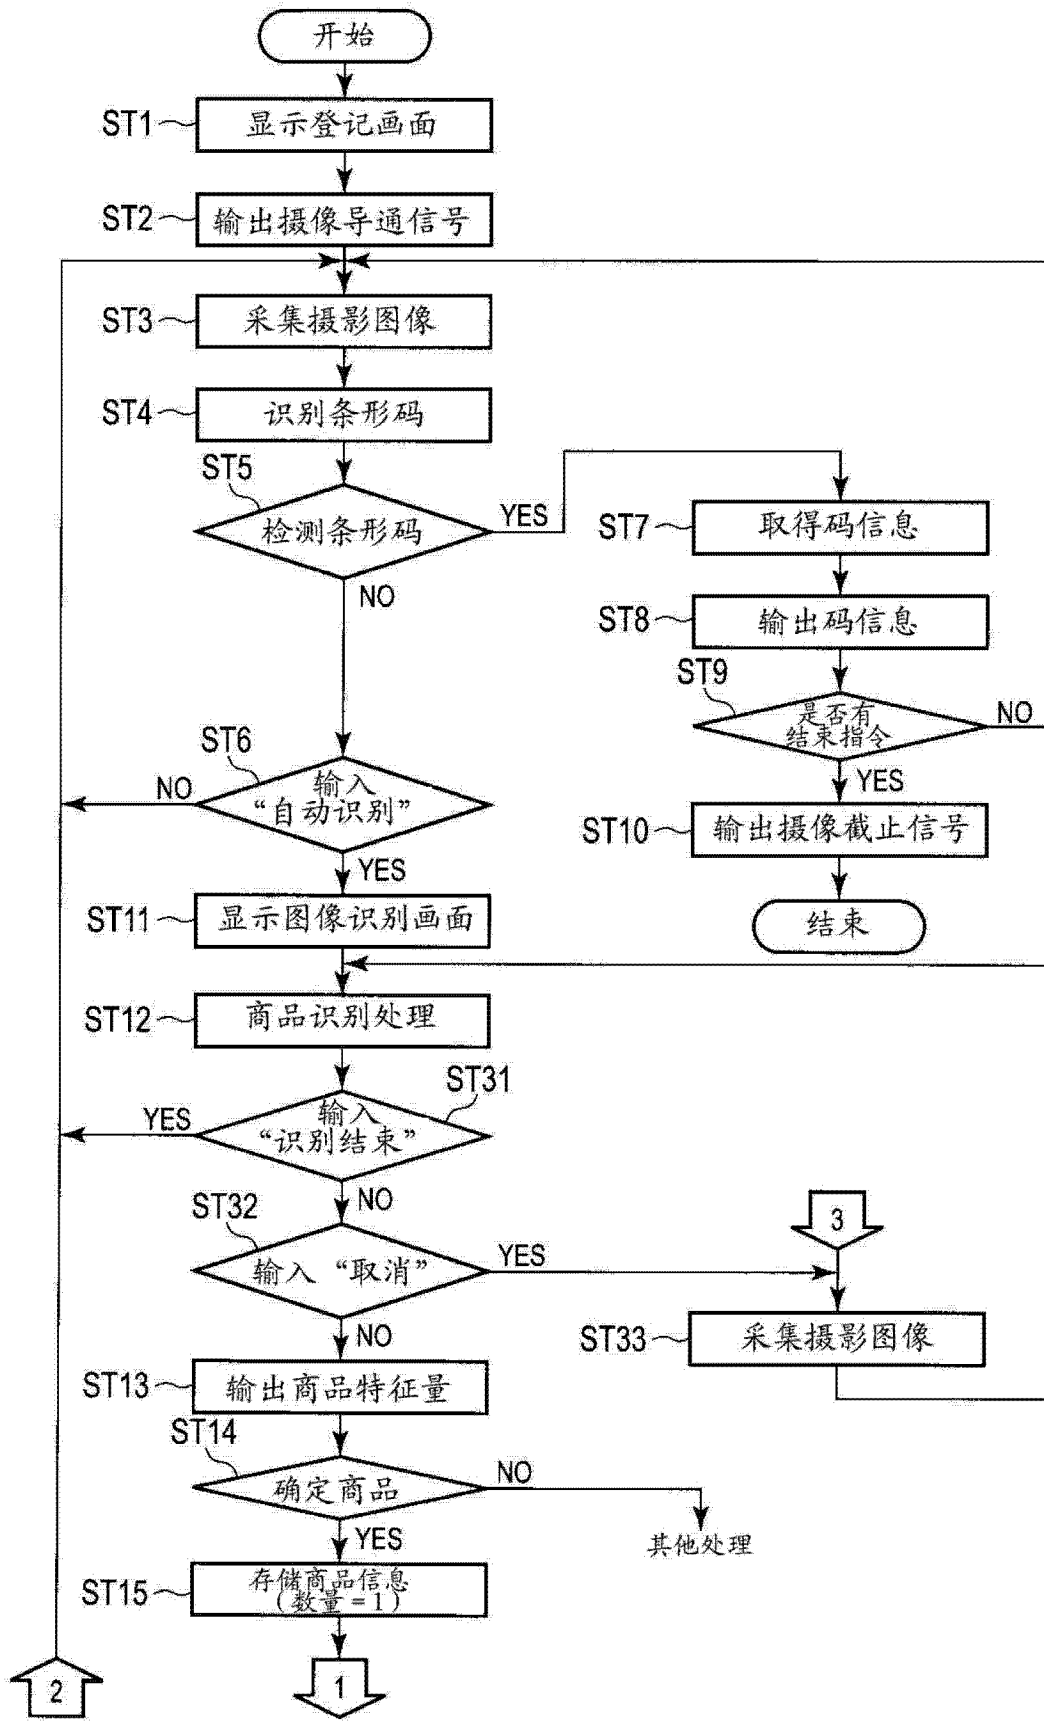 开始
ST1
显示登记画面
ST2
输出摄像导通信号
ST3
采集摄影图像
ST4
识别条形码
ST5
检测条形码
YES
NO
ST7
取得码信息
ST8
输出码信息
ST9
是否有
结束指令
NO
YES
ST6
输入
“自动识别”
NO
YES
ST10
输出摄像截止信号
结束
ST11
显示图像识别画面
ST12
商品识别处理
ST31
输入
“识别结束”
YES
NO
ST32
输入“取消”
YES
NO
3
ST33
采集摄影图像
ST13
输出商品特征量
ST14
确定商品
NO
YES
其他处理
ST15
存储商品信息
(数量=1)
2
1